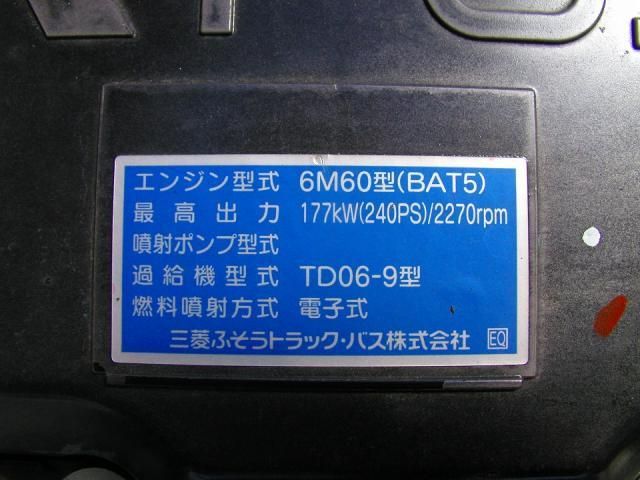 エンジン型式 6M60型(BAT5)
最高出力 177kW(240PS)/2270rpm
噴射ポンプ型式
過給機型式 TD06-9型
燃料噴射方式 電子式
三菱ふそうトラック・バス株式会社 EQ